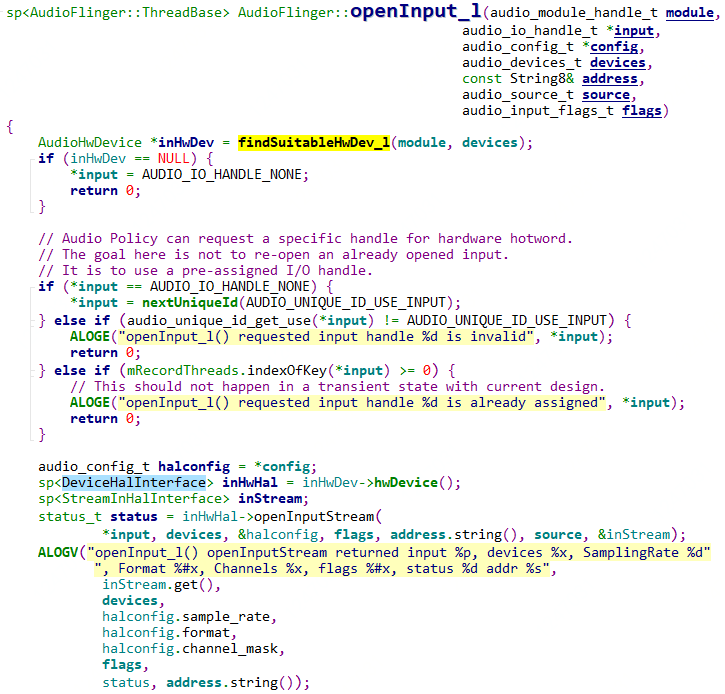 sp<AudioFlinger::ThreadBase> AudioFlinger::openInput_l(audio_module_handle_t module,
audio_io_handle_t *input,
audio_config_t *config,
audio_devices_t devices,
const String8& address,
audio_source_t source,
audio_input_flags_t flags)
{
AudioHwDevice *inHwDev = findSuitableHwDev_l(module, devices);
if (inHwDev == NULL) {
*input = AUDIO_IO_HANDLE_NONE;
return 0;
}
// Audio Policy can request a specific handle for hardware hotword.
// The goal here is not to re-open an already opened input.
// It is to use a pre-assigned I/O handle.
if (*input == AUDIO_IO_HANDLE_NONE) {
*input = nextUniqueId(AUDIO_UNIQUE_ID_USE_INPUT);
} else if (audio_unique_id_get_use(*input) != AUDIO_UNIQUE_ID_USE_INPUT) {
ALOGE("openInput_l() requested input handle %d is invalid", *input);
return 0;
} else if (mRecordThreads.indexOfKey(*input) >= 0) {
// This should not happen in a transient state with current design.
ALOGE("openInput_l() requested input handle %d is already assigned", *input);
return 0;
}
audio_config_t halconfig = *config;
sp<DeviceHalInterface> inHwHal = inHwDev->hwDevice();
sp<StreamInHalInterface> inStream;
status_t status = inHwHal->openInputStream(
*input, devices, &halconfig, flags, address.string(), source, &inStream);
ALOGV("openInput_l() openInputStream returned input %p, devices %x, SamplingRate %d"
", Format %#x, Channels %x, flags %#x, status %d addr %s",
inStream.get(),
devices,
halconfig.sample_rate,
halconfig.format,
halconfig.channel_mask,
flags,
status, address.string());